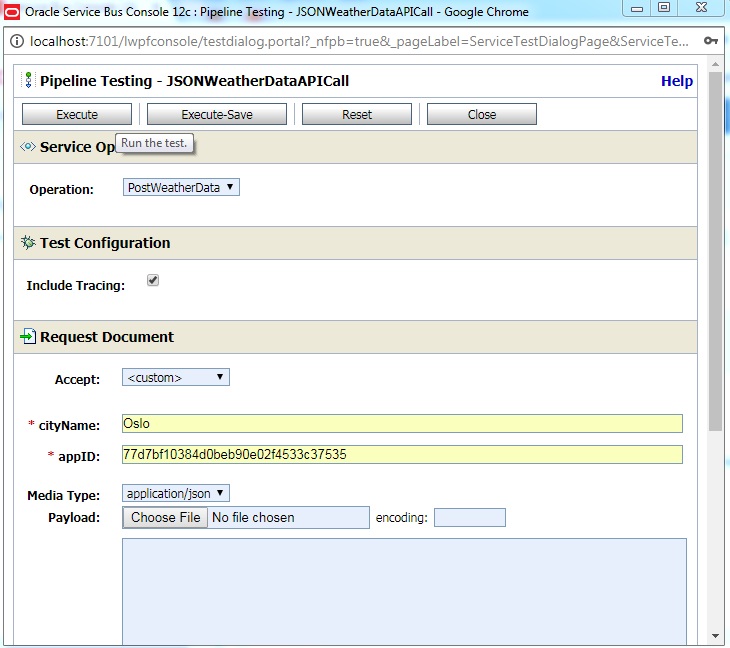 Oracle Service Bus Console 12c : Pipeline Testing - JSONWeatherDataAPICall - Google Chrome
localhost:7101/lwpfconsole/testdialog.portal?_nfpb=true&_pageLabel=ServiceTestDialogPage&ServiceTe...
Pipeline Testing - JSONWeatherDataAPICall Help
Execute Execute-Save Reset Close
Service Op
Run the test.
Operation: PostWeatherData
Test Configuration
Include Tracing:
Request Document
Accept: <custom>
* cityName: Oslo
* appID: 77d7bf10384d0beb90e02f4533c37535
Media Type: application/json
Payload: Choose File No file chosen encoding: